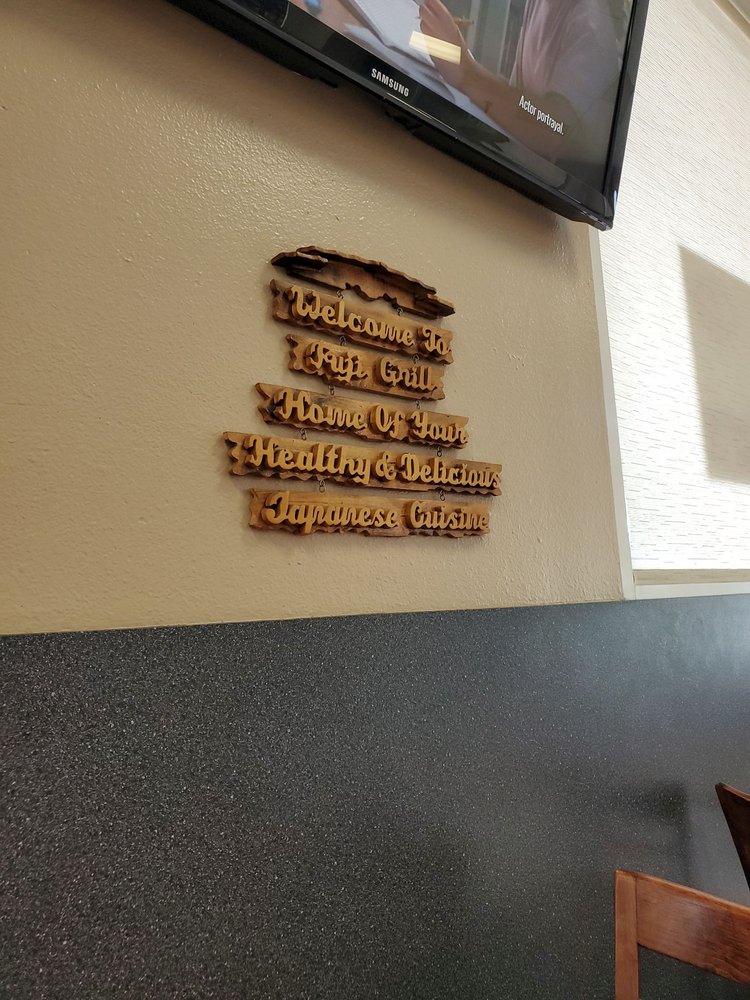 SAMSUNG
Actor portrayal.
Welcome To
Fuji Grill
Home Of Your
Healthy & Delicious
Japanese Cuisine